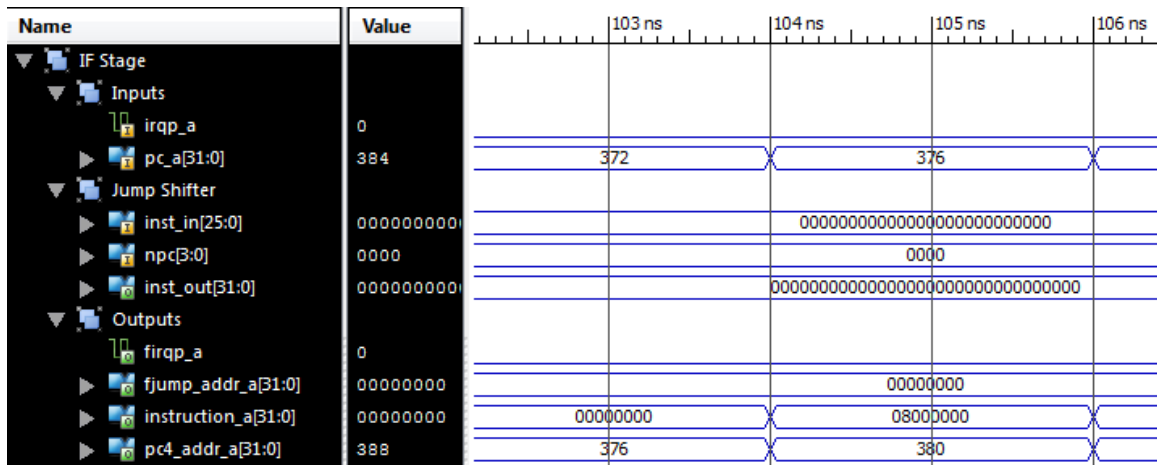 Name Value 103 ns 104 ns 105 ns 106 ns
IF Stage
Inputs
irqp_a 0
pc_a[31:0] 384 372 376
Jump Shifter
inst_in[25:0] 0000000000 00000000000000000000000000
npc[3:0] 0000 0000
inst_out[31:0] 0000000000 00000000000000000000000000000000
Outputs
firqp_a 0
fjump_addr_a[31:0] 00000000 00000000
instruction_a[31:0] 00000000 00000000 08000000
pc4_addr_a[31:0] 388 376 380